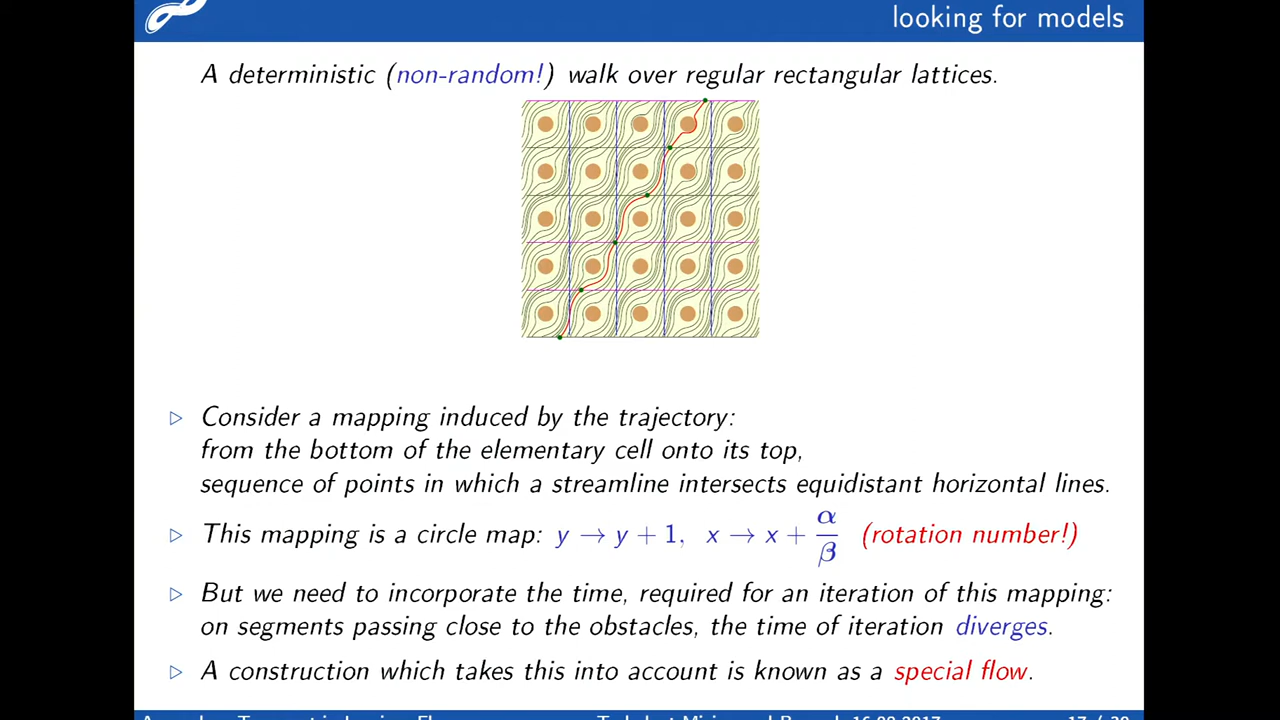 looking for models
A deterministic (non-random!) walk over regular rectangular lattices.
▷ Consider a mapping induced by the trajectory:
from the bottom of the elementary cell onto its top,
sequence of points in which a streamline intersects equidistant horizontal lines.
▷ This mapping is a circle map: y → y + 1, x → x + α/β (rotation number!)
▷ But we need to incorporate the time, required for an iteration of this mapping:
on segments passing close to the obstacles, the time of iteration diverges.
▷ A construction which takes this into account is known as a special flow.